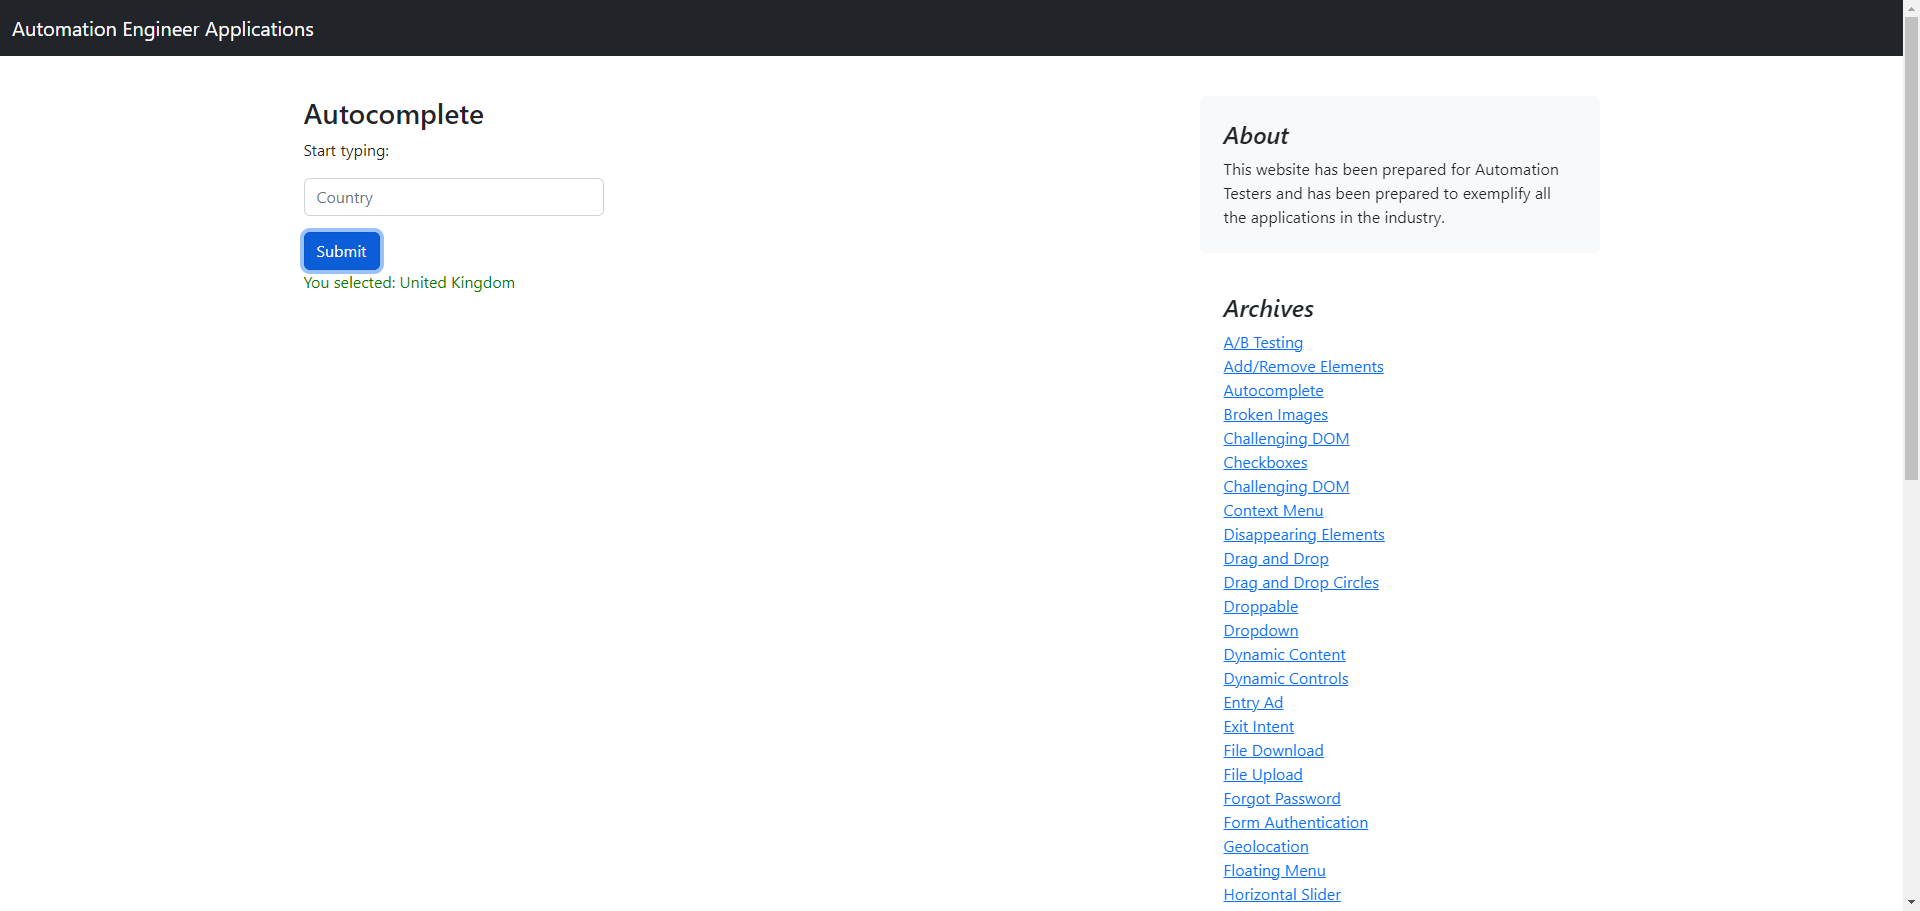 Automation Engineer Applications
Autocomplete
Start typing:
Country
Submit
You selected: United Kingdom
About
This website has been prepared for Automation
Testers and has been prepared to exemplify all
the applications in the industry.
Archives
A/B Testing
Add/Remove Elements
Autocomplete
Broken Images
Challenging DOM
Checkboxes
Challenging DOM
Context Menu
Disappearing Elements
Drag and Drop
Drag and Drop Circles
Droppable
Dropdown
Dynamic Content
Dynamic Controls
Entry Ad
Exit Intent
File Download
File Upload
Forgot Password
Form Authentication
Geolocation
Floating Menu
Horizontal Slider